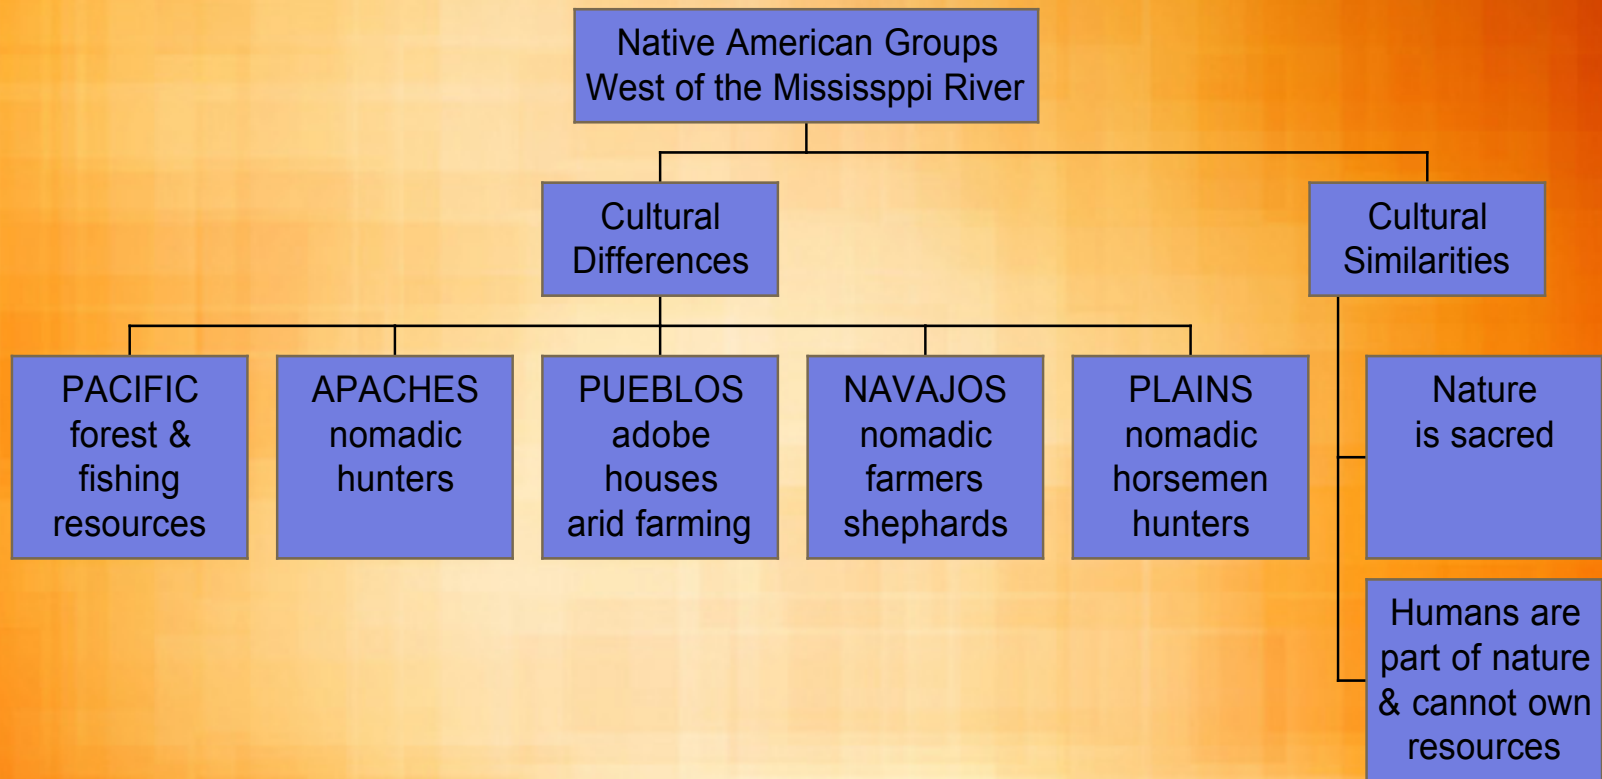 Native American Groups
West of the Mississppi River
Cultural
Differences
Cultural
Similarities
PACIFIC
forest &
fishing
resources
APACHES
nomadic
hunters
PUEBLOS
adobe
houses
arid farming
NAVAJOS
nomadic
farmers
shephards
PLAINS
nomadic
horsemen
hunters
Nature
is sacred
Humans are
part of nature
& cannot own
resources